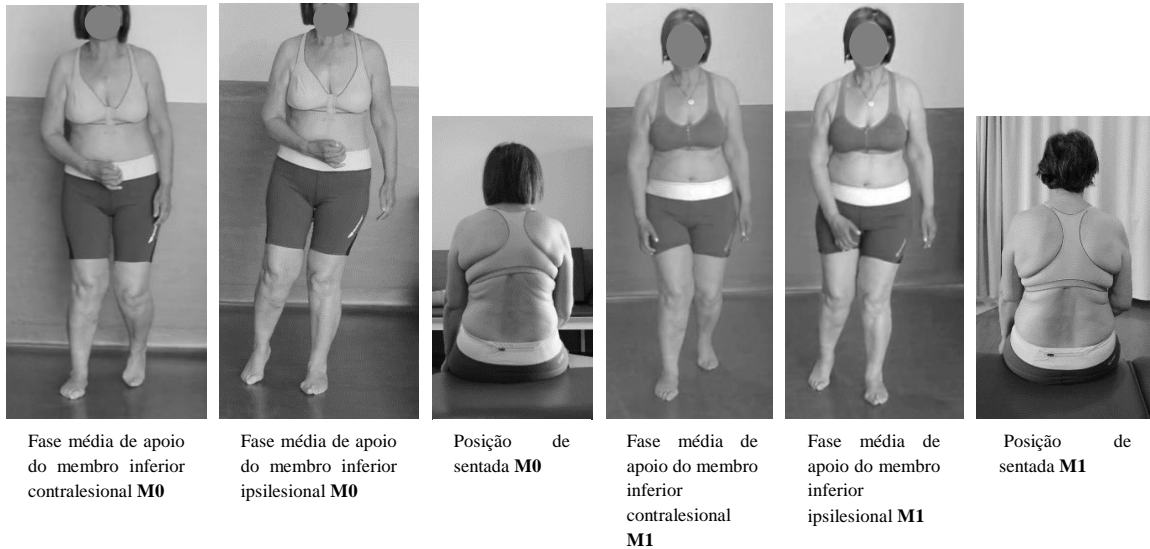 Fase média de apoio
do membro inferior
contralesional M0
Fase média de apoio
do membro inferior
ipsilesional M0
Posição de
sentada M0
Fase média de
apoio do membro
inferior
contralesional
M1
Fase média de
apoio do membro
inferior
ipsilesional M1
Posição de
sentada M1